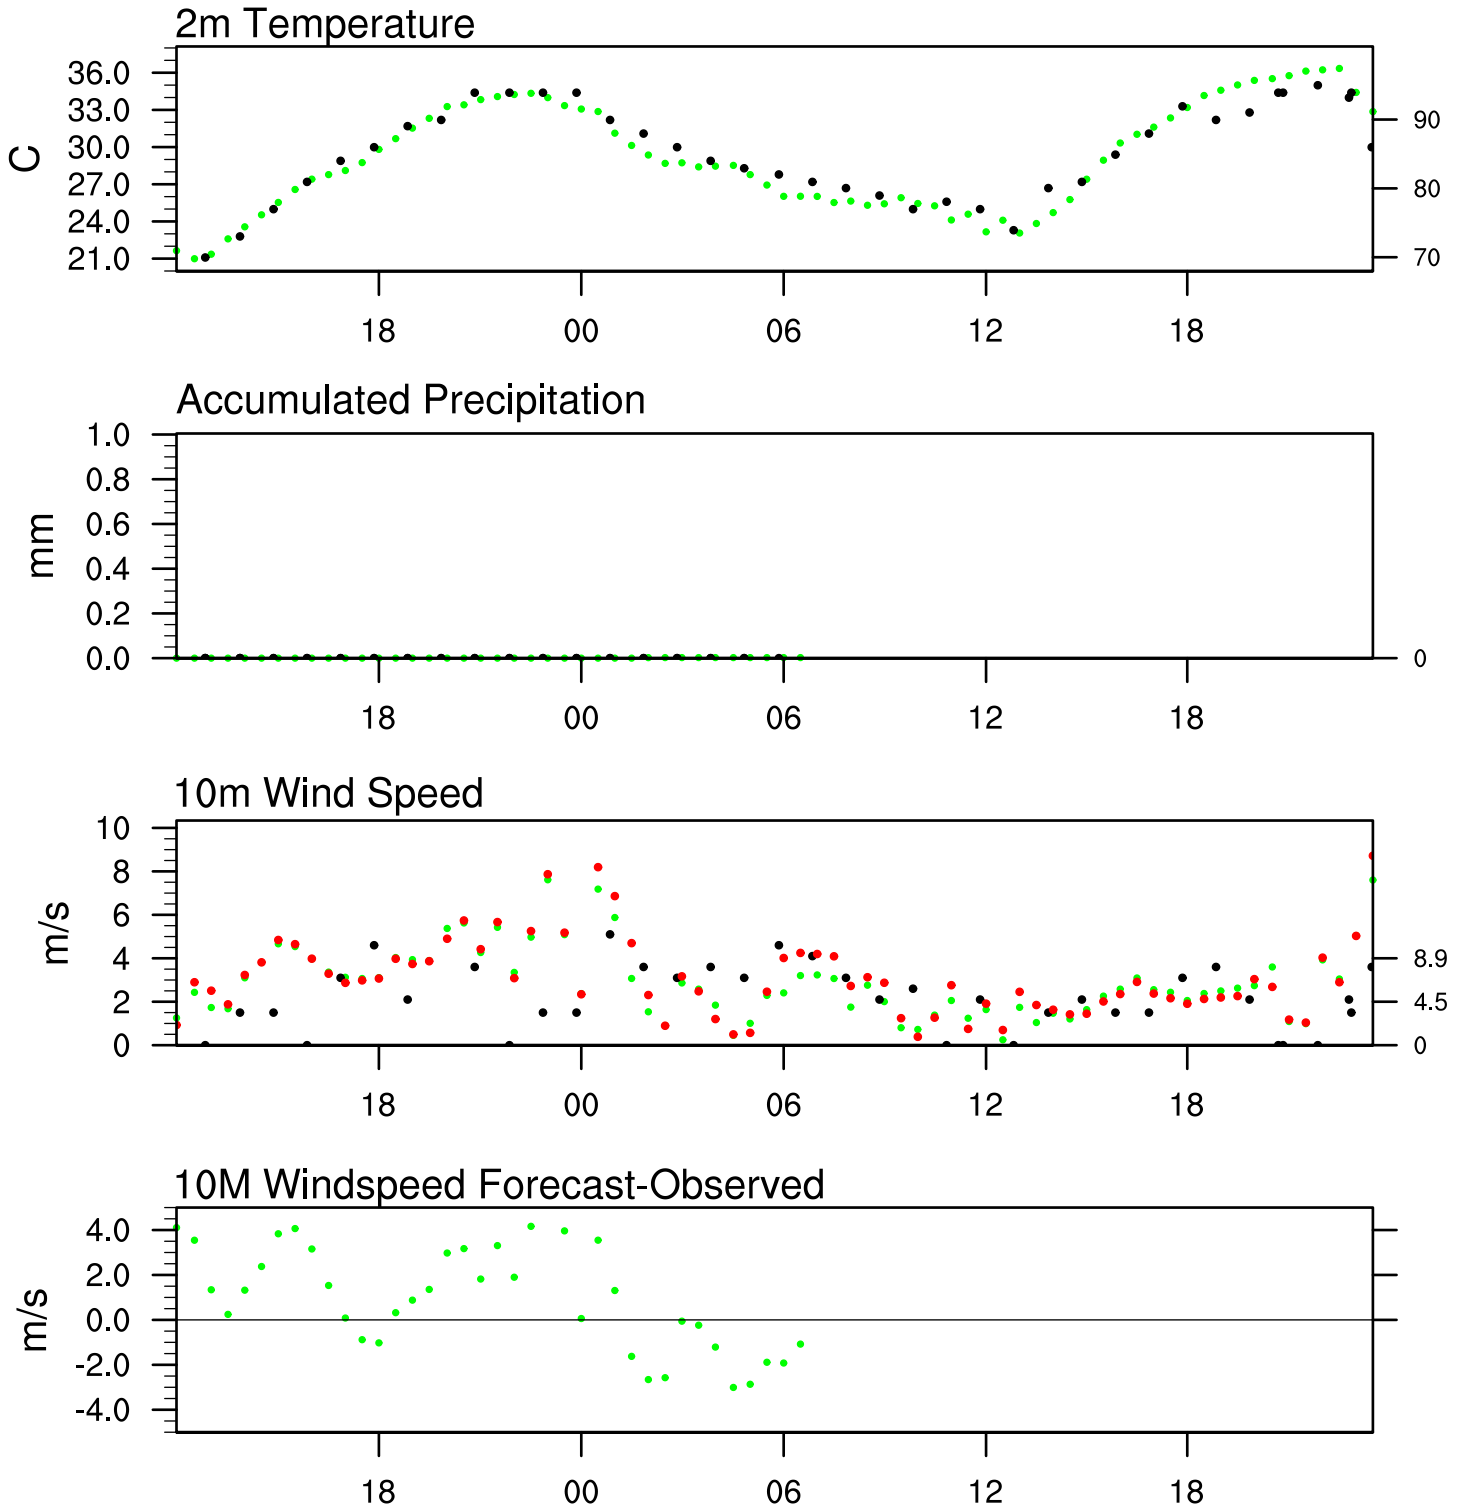 2m Temperature
36.0
33.0
30.0
27.0
24.0
21.0
C
90
80
70
18 00 06 12 18
Accumulated Precipitation
1.0
0.8
0.6
0.4
0.2
0.0
mm
0
18 00 06 12 18
10m Wind Speed
10
8
6
4
2
0
m/s
8.9
4.5
0
18 00 06 12 18
10M Windspeed Forecast-Observed
4.0
2.0
0.0
-2.0
-4.0
m/s
18 00 06 12 18